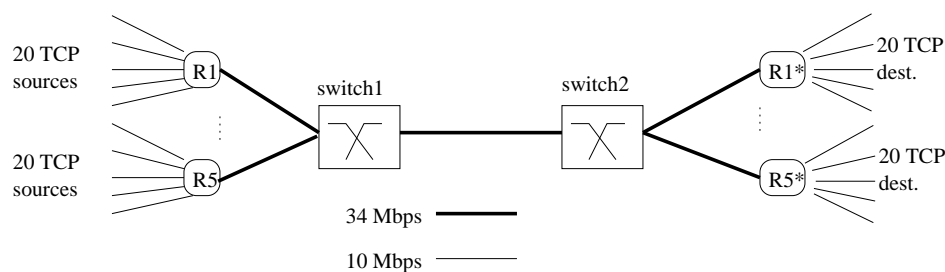 20 TCP
sources
R1
switch1
switch2
R1*
20 TCP
dest.
20 TCP
sources
R5
R5*
20 TCP
dest.
34 Mbps
10 Mbps